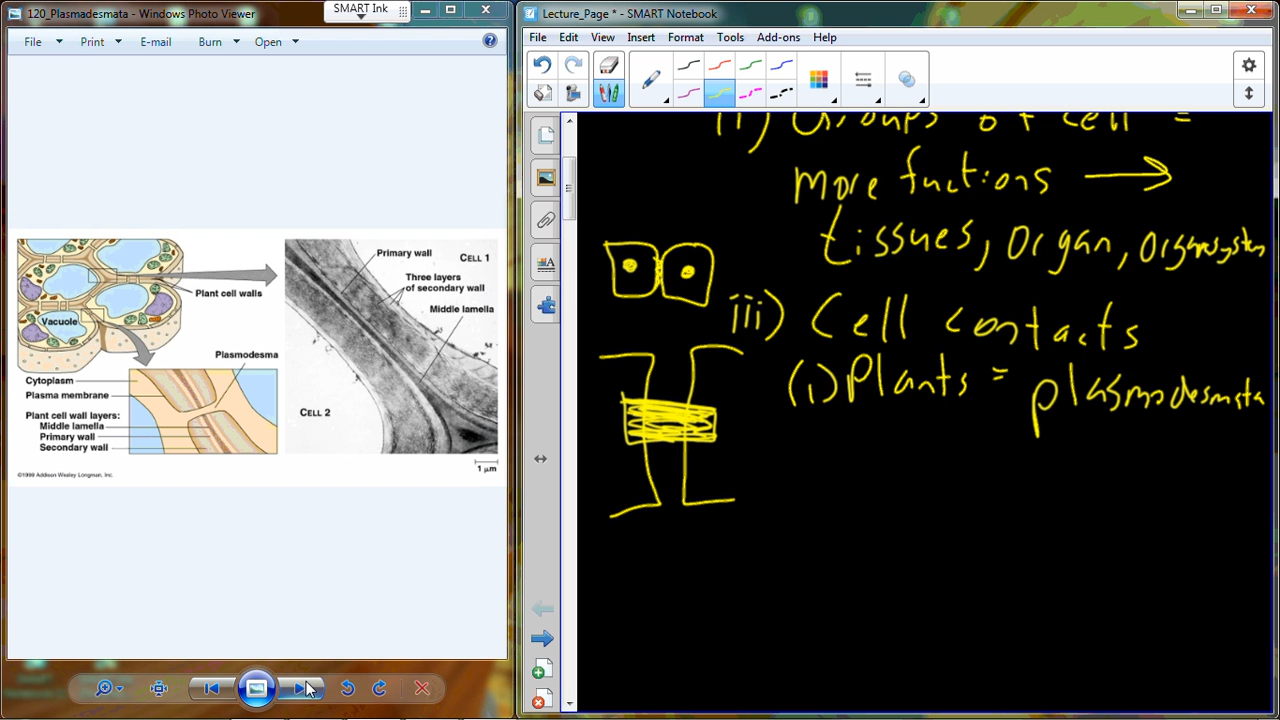 120_Plasmadesmata - Windows Photo Viewer
SMART Ink
File Print E-mail Burn Open
Primary wall
CELL 1
Three layers
of secondary wall
Plant cell walls
Middle lamella
Vacuole
Plasmodesma
Cytoplasm
Plasma membrane
CELL 2
Plant cell wall layers:
Middle lamella
Primary wall
Secondary wall
1 μm
©1999 Addison Wesley Longman, Inc.
Lecture_Page * - SMART Notebook
File Edit View Insert Format Tools Add-ons Help
ii) Groups of cell =
more fuctions →
tissues, organ, organsystem
iii) Cell contacts
(i) Plants = plasmodesmata